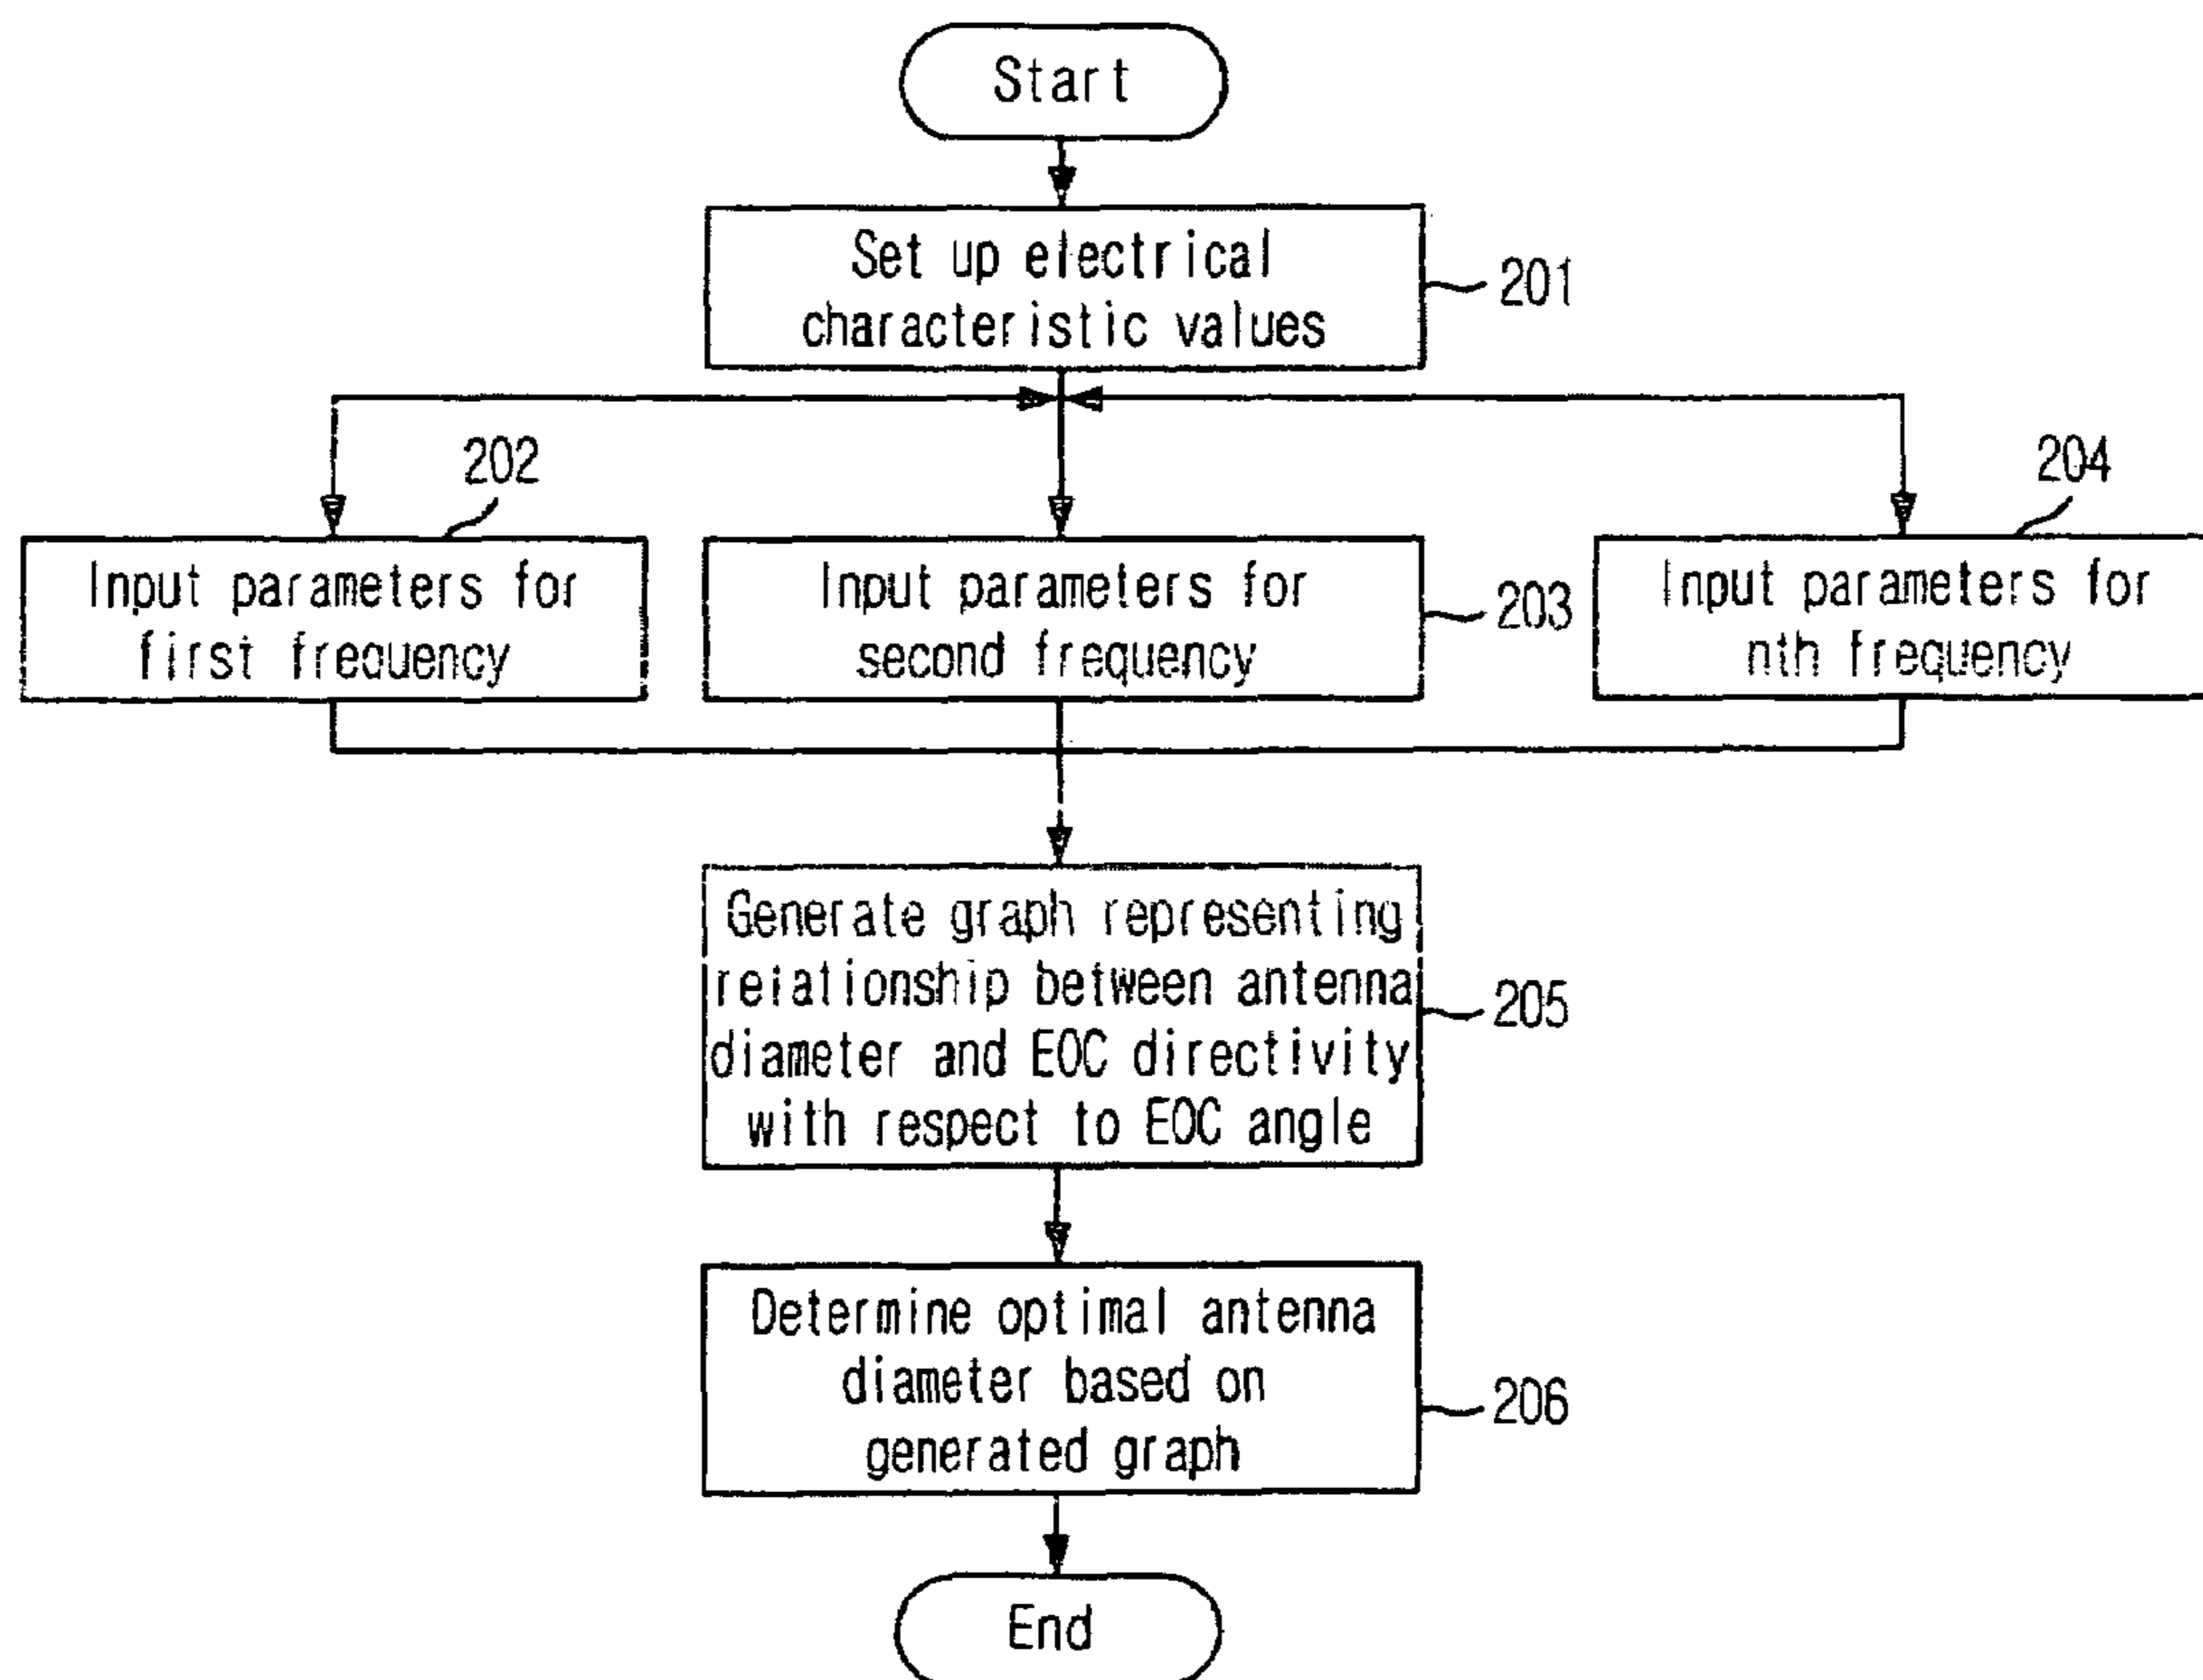 Start
Set up electrical
characteristic values
201
202
204
Input parameters for
first frequency
Input parameters for
second frequency
203
Input parameters for
nth frequency
Generate graph representing
relationship between antenna
diameter and EOC directivity
with respect to EOC angle
205
Determine optimal antenna
diameter based on
generated graph
206
End